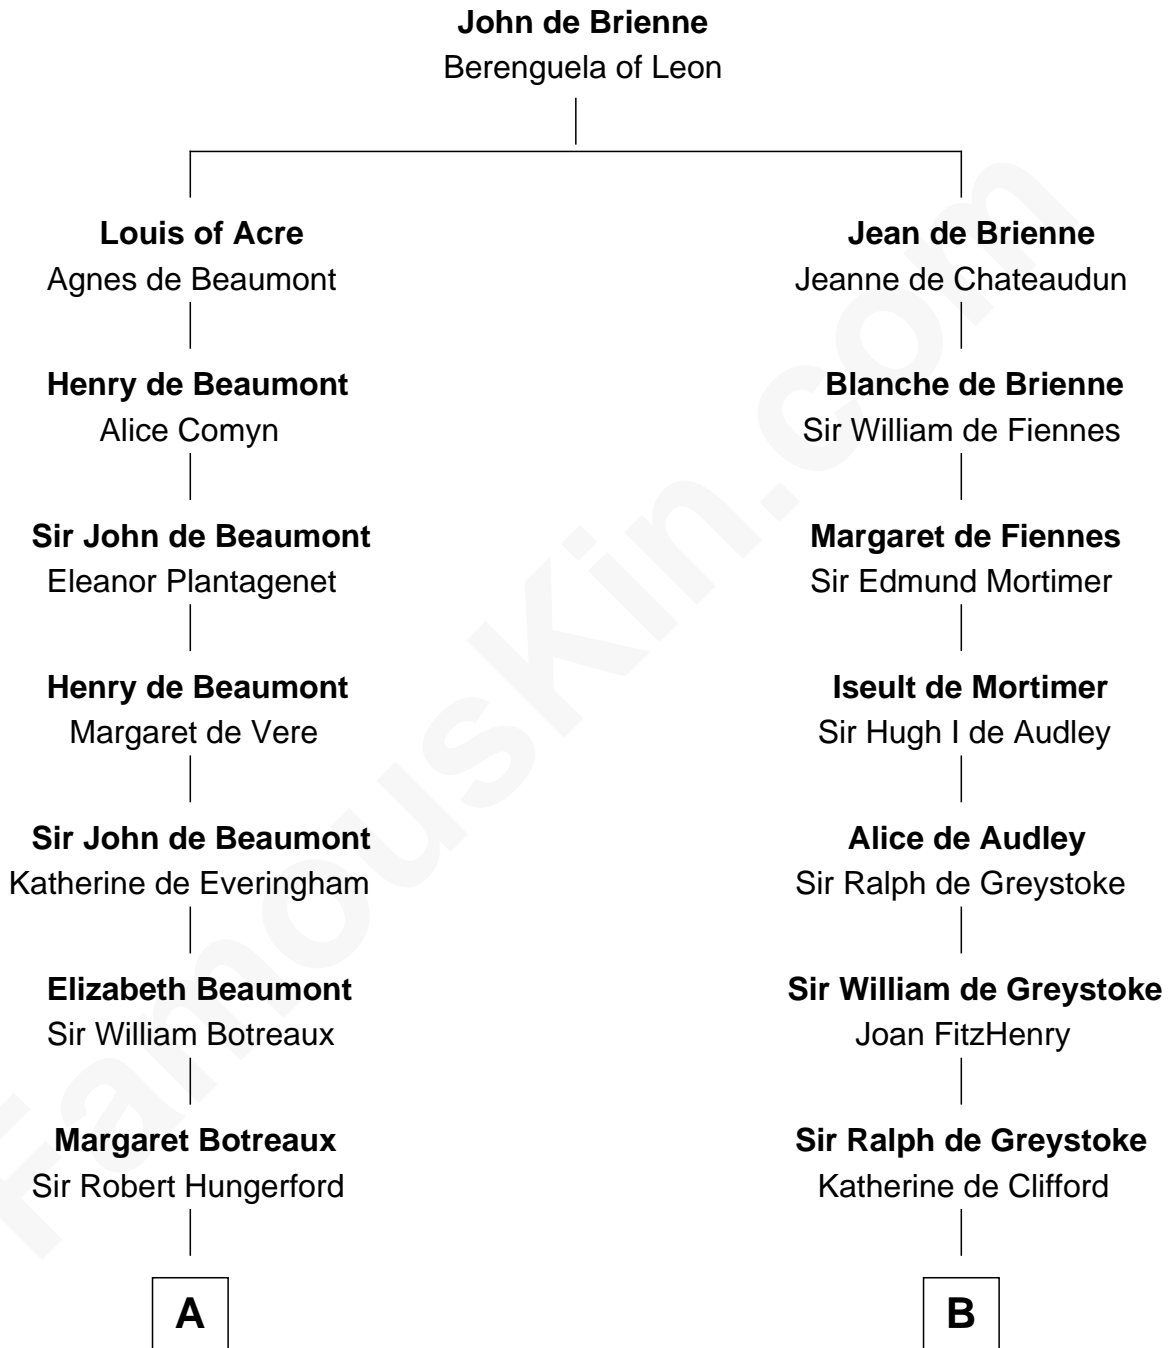 John de Brienne
Berenguela of Leon
Louis of Acre
Agnes de Beaumont
Jean de Brienne
Jeanne de Chateaudun
Henry de Beaumont
Alice Comyn
Blanche de Brienne
Sir William de Fiennes
Sir John de Beaumont
Eleanor Plantagenet
Margaret de Fiennes
Sir Edmund Mortimer
Henry de Beaumont
Margaret de Vere
Iseult de Mortimer
Sir Hugh I de Audley
Sir John de Beaumont
Katherine de Everingham
Alice de Audley
Sir Ralph de Greystoke
Elizabeth Beaumont
Sir William Botreaux
Sir William de Greystoke
Joan FitzHenry
Margaret Botreaux
Sir Robert Hungerford
Sir Ralph de Greystoke
Katherine de Clifford
A
B
FamousKin.com